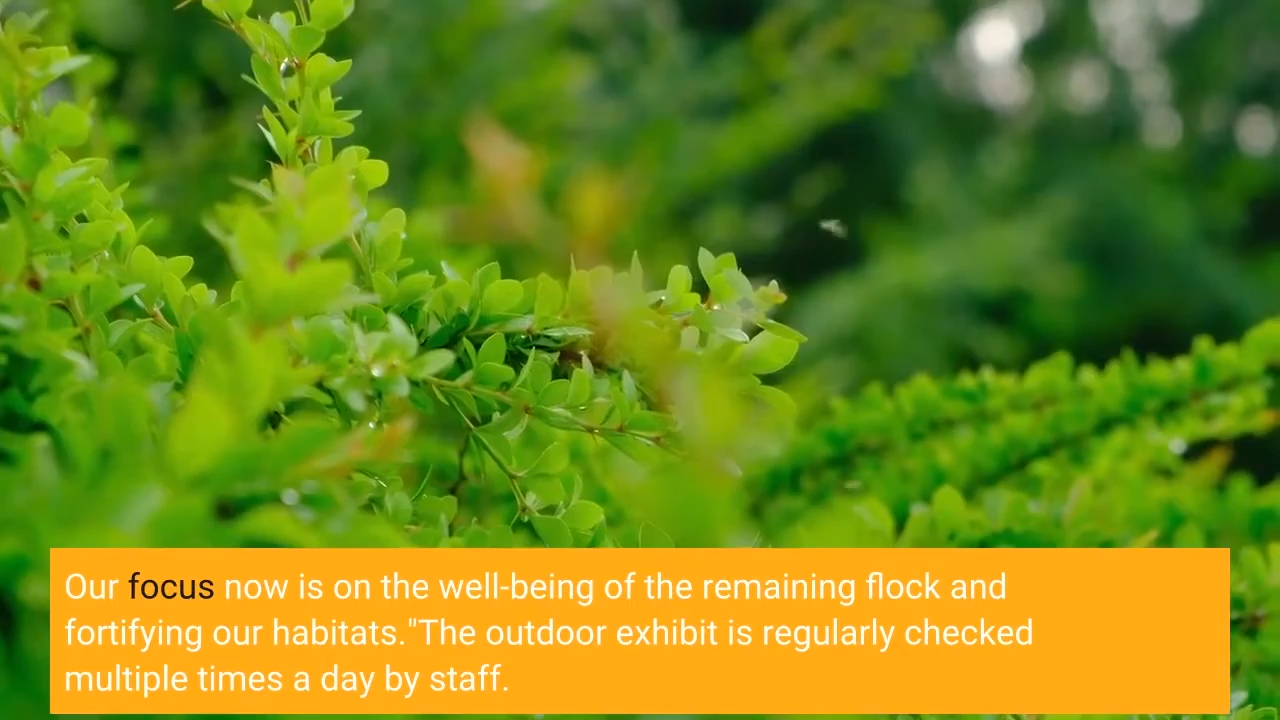 Our focus now is on the well-being of the remaining flock and
fortifying our habitats."The outdoor exhibit is regularly checked
multiple times a day by staff.